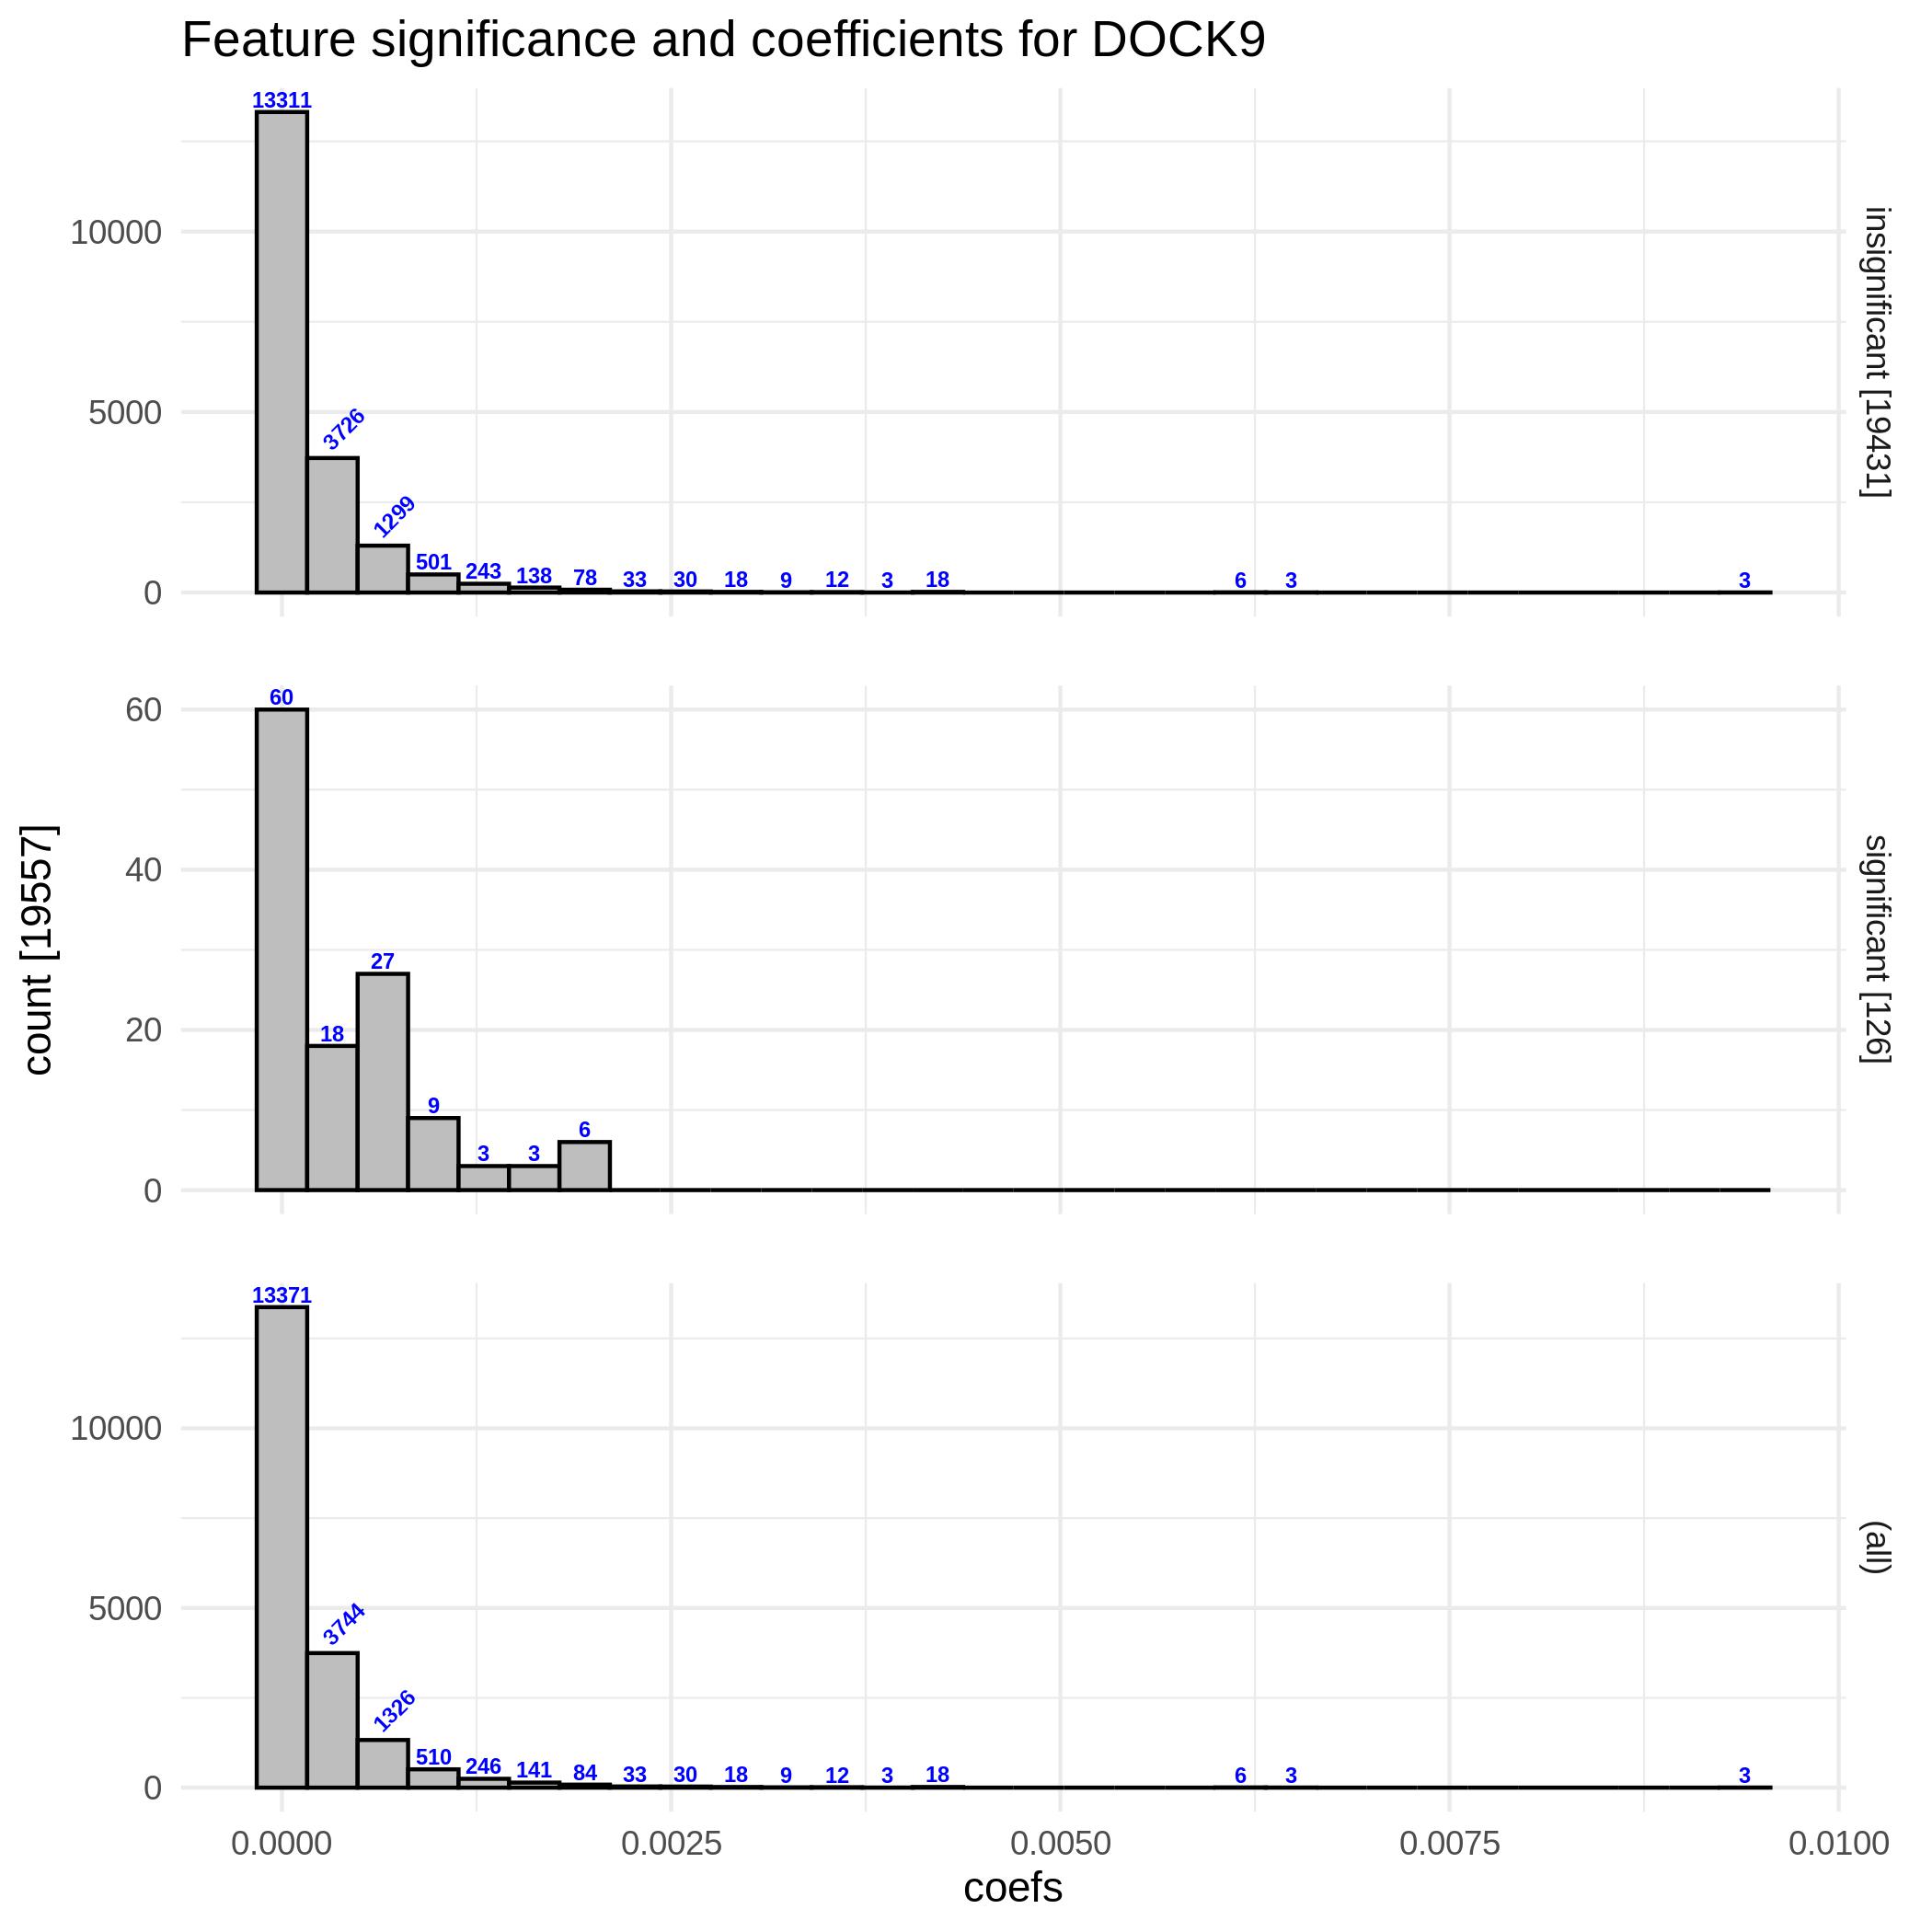 Feature significance and coefficients for DOCK9
13311
3726
1299
501 243 138 78 33 30 18 9 12 3 18 6 3 3
10000
5000
0
insignificant [19431]
60
18
27
9
3 3
6
60
40
20
0
significant [126]
count [19557]
13371
3744
1326
510 246 141 84 33 30 18 9 12 3 18 6 3 3
10000
5000
0
(all)
0.0000 0.0025 0.0050 0.0075 0.0100
coefs